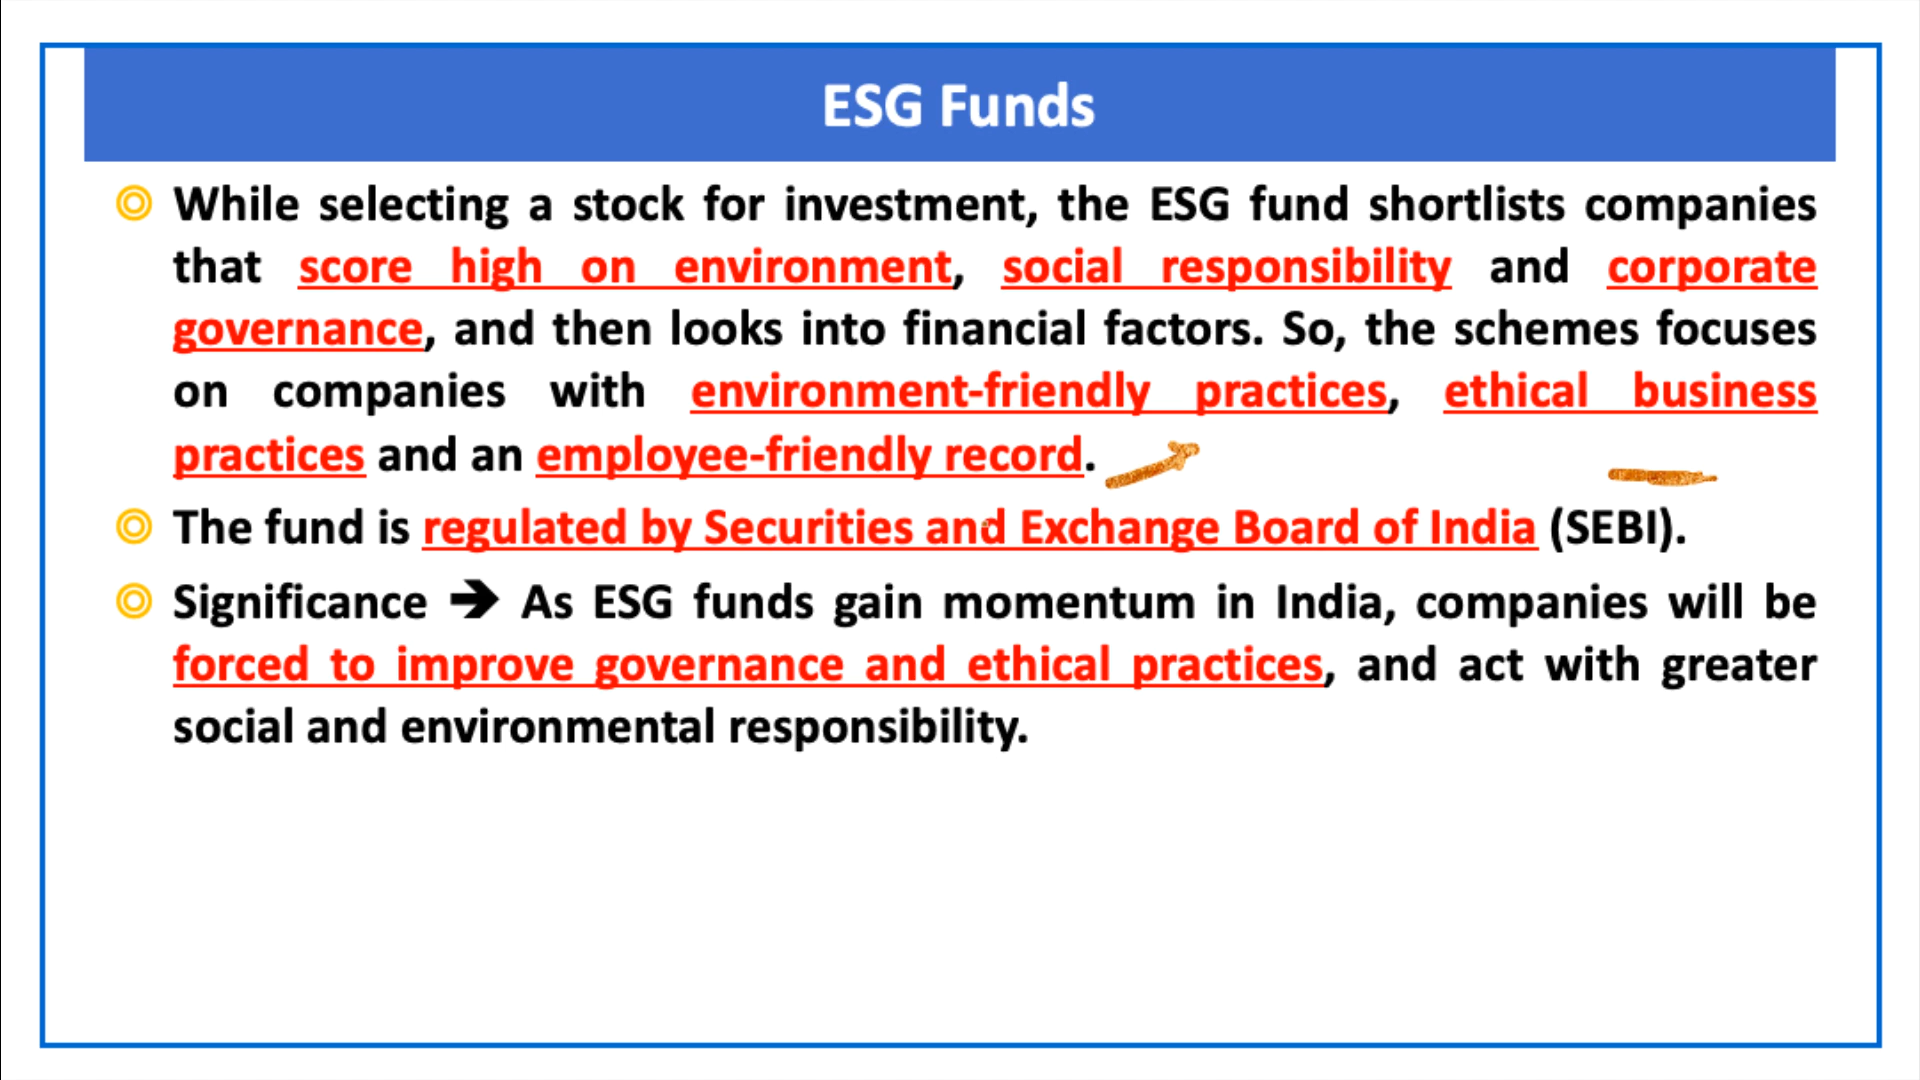 ESG Funds
While selecting a stock for investment, the ESG fund shortlists companies
that score high on environment, social responsibility and corporate
governance, and then looks into financial factors. So, the schemes focuses
on companies with environment-friendly practices, ethical business
practices and an employee-friendly record.
The fund is regulated by Securities and Exchange Board of India (SEBI).
Significance ➔ As ESG funds gain momentum in India, companies will be
forced to improve governance and ethical practices, and act with greater
social and environmental responsibility.